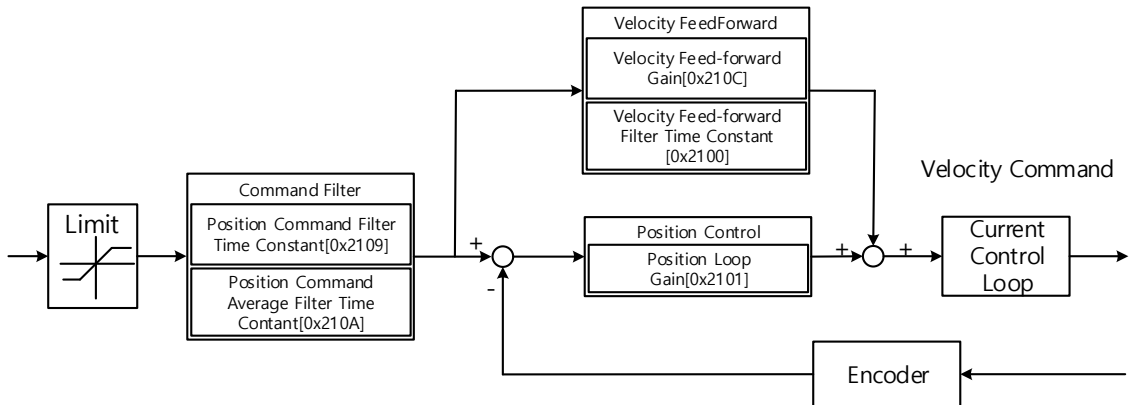 Velocity FeedForward
Velocity Feed-forward
Gain[0x210C]
Velocity Feed-forward
Filter Time Constant
[0x2100]
Velocity Command
Limit
Command Filter
Position Command Filter
Time Constant[0x2109]
Position Command
Average Filter Time
Contant[0x210A]
+
-
Position Control
Position Loop
Gain[0x2101]
+
+
Current
Control
Loop
Encoder